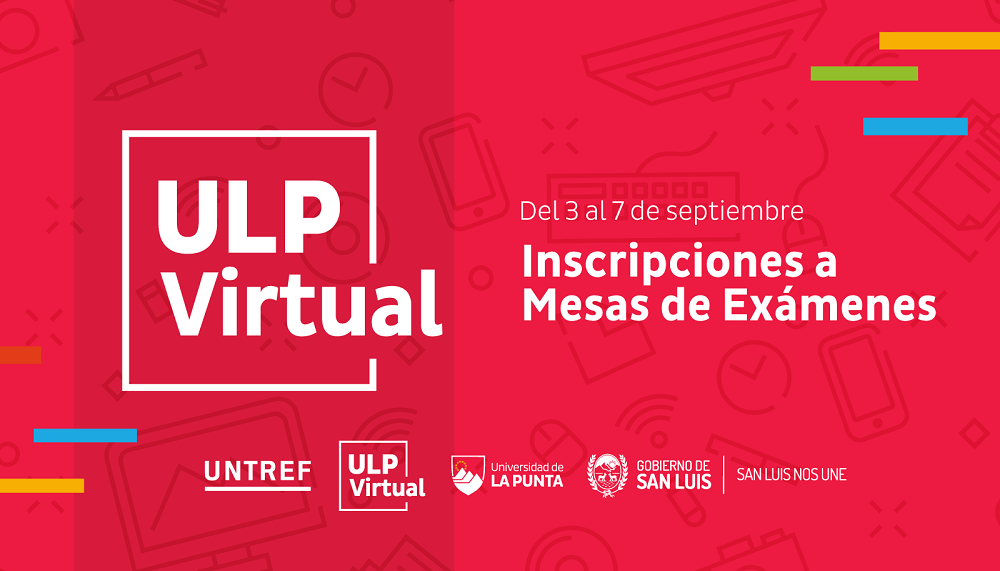 ULP
Virtual
Del 3 al 7 de septiembre
Inscripciones a
Mesas de Exámenes
UNTREF
ULP
Virtual
Universidad de
LA PUNTA
GOBIERNO DE
SAN LUIS
SAN LUIS NOS UNE